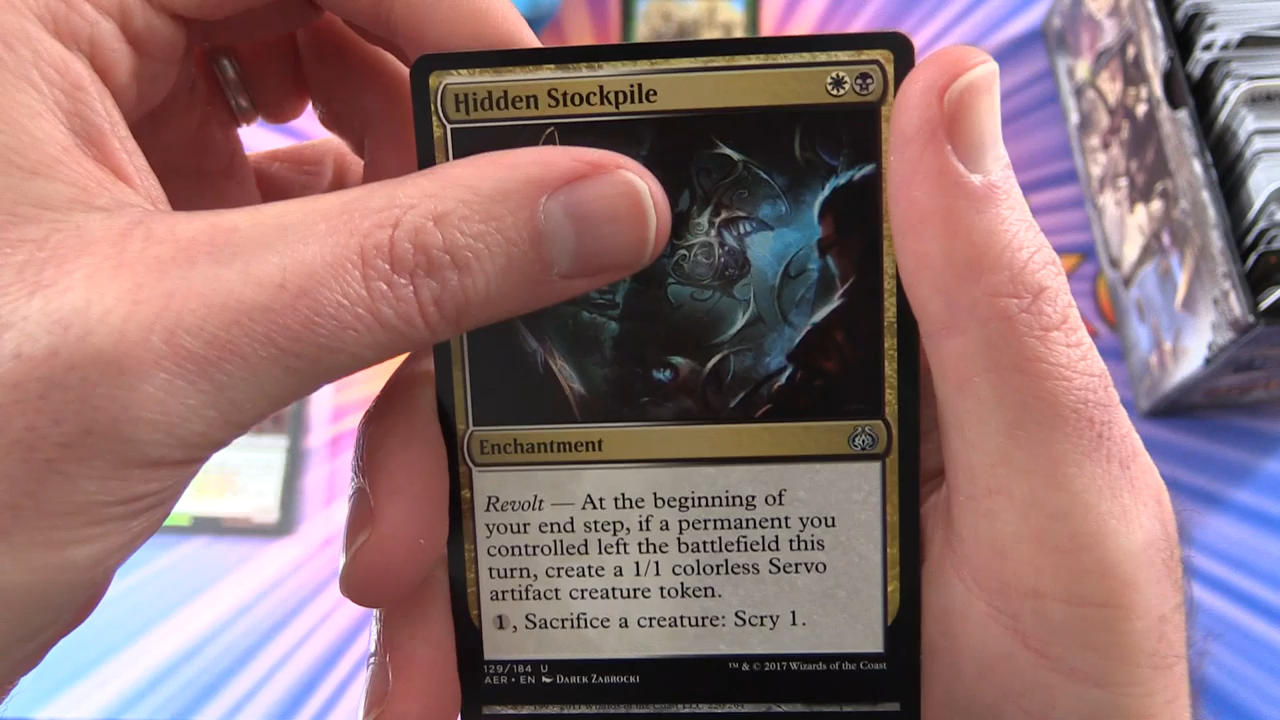 Hidden Stockpile
Enchantment
Revolt — At the beginning of
your end step, if a permanent you
controlled left the battlefield this
turn, create a 1/1 colorless Servo
artifact creature token.
1, Sacrifice a creature: Scry 1.
129/184 U
™ & © 2017 Wizards of the Coast
AER • EN DAREK ZABROCKI